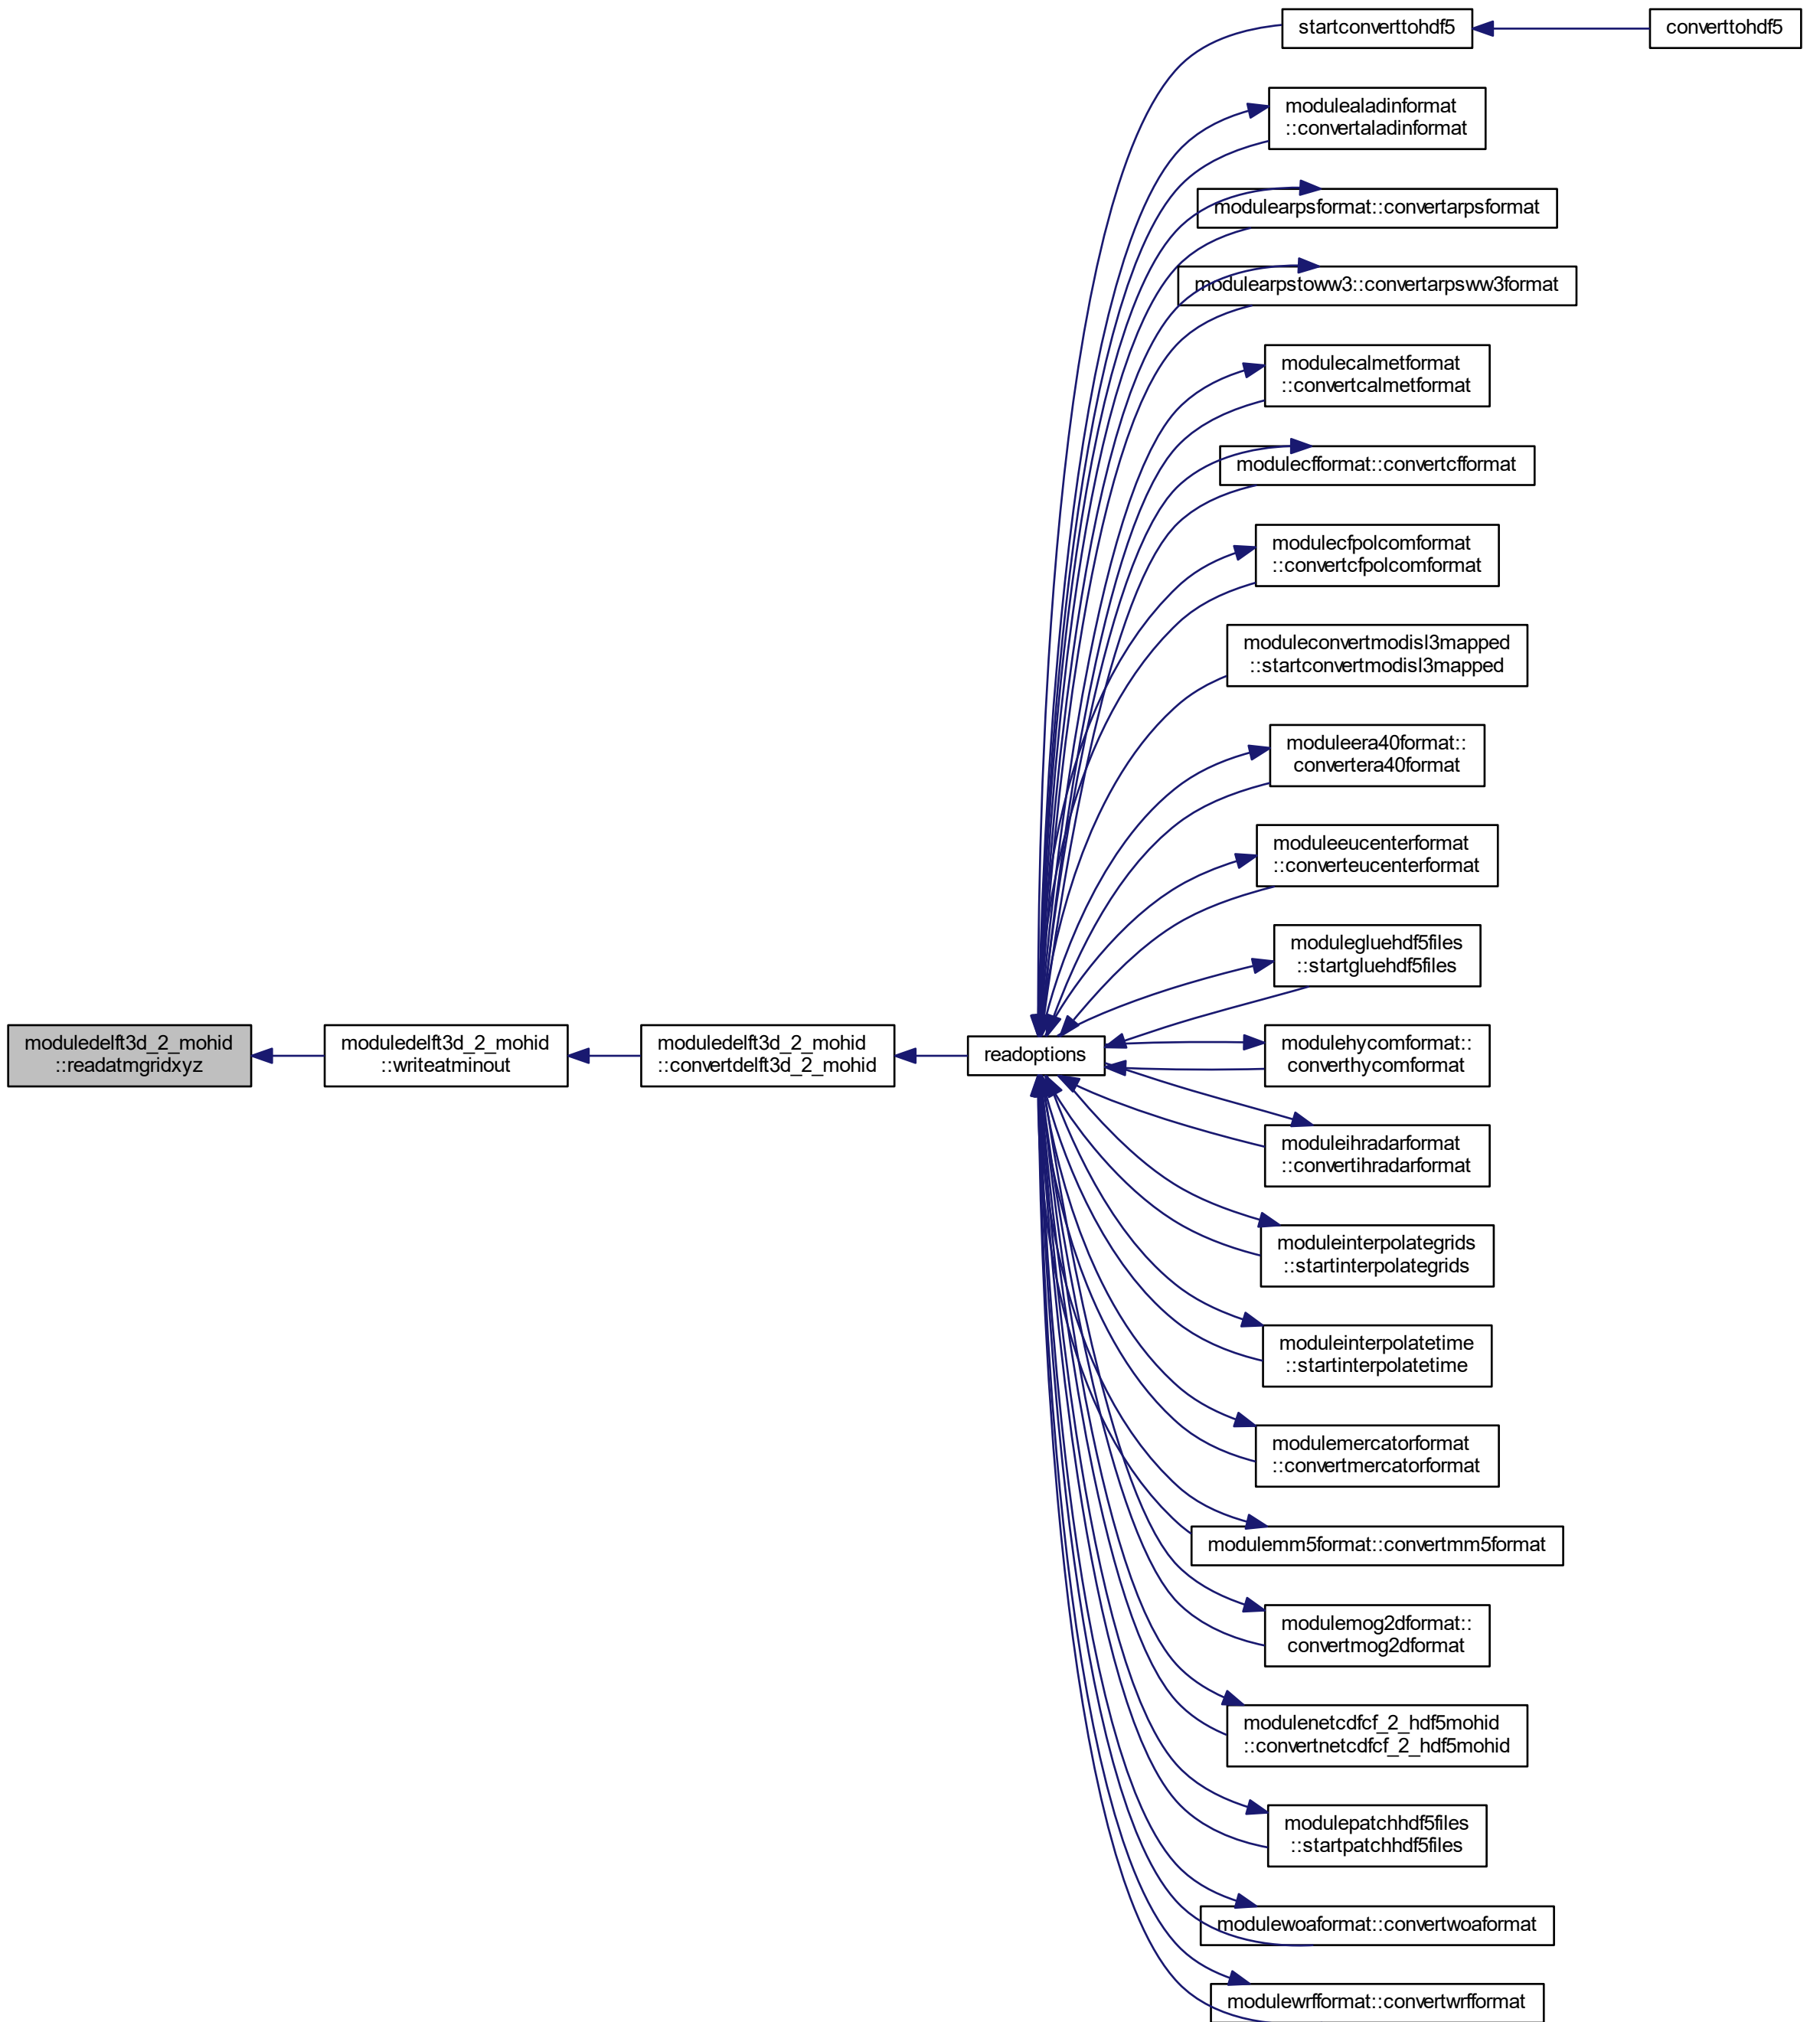 startconverttohdf5
converttohdf5
modulealadinformat
::convertaladinformat
modulearpsformat::convertarpsformat
modulearpstoww3::convertarpsww3format
modulecalmetformat
::convertcalmetformat
modulecfformat::convertcfformat
modulecfpolcomformat
::convertcfpolcomformat
moduleconvertmodisl3mapped
::startconvertmodisl3mapped
moduleera40format::
convertera40format
moduleeucenterformat
::converteucenterformat
modulegluehdf5files
::startgluehdf5files
moduledelft3d_2_mohid
::readatmgridxyz
moduledelft3d_2_mohid
::writeatminout
moduledelft3d_2_mohid
::convertdelft3d_2_mohid
readoptions
modulehycomformat::
converthycomformat
moduleihradarformat
::convertihradarformat
moduleinterpolategrids
::startinterpolategrids
moduleinterpolatetime
::startinterpolatetime
modulemercatorformat
::convertmercatorformat
modulemm5format::convertmm5format
modulemog2dformat::
convertmog2dformat
modulenetcdfcf_2_hdf5mohid
::convertnetcdfcf_2_hdf5mohid
modulepatchhdf5files
::startpatchhdf5files
modulewoaformat::convertwoaformat
modulewrfformat::convertwrfformat